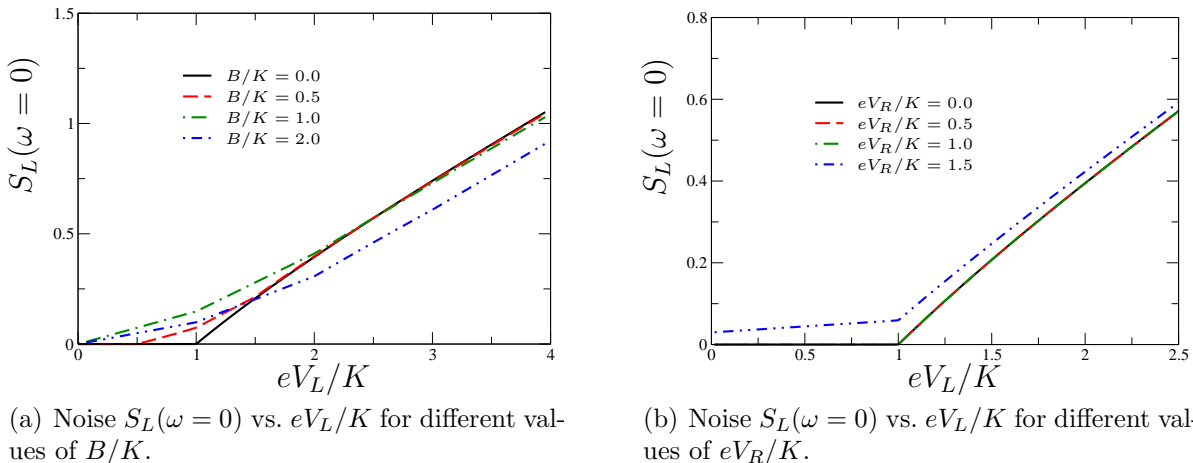 1.5
1
0.5
0
S_L(ω = 0)
B/K = 0.0
B/K = 0.5
B/K = 1.0
B/K = 2.0
0 1 2 3 4
eV_L/K
(a) Noise S_L(ω = 0) vs. eV_L/K for different val-
ues of B/K.
0.8
0.6
0.4
0.2
0
S_L(ω = 0)
eV_R/K = 0.0
eV_R/K = 0.5
eV_R/K = 1.0
eV_R/K = 1.5
0 0.5 1 1.5 2 2.5
eV_L/K
(b) Noise S_L(ω = 0) vs. eV_L/K for different val-
ues of eV_R/K.